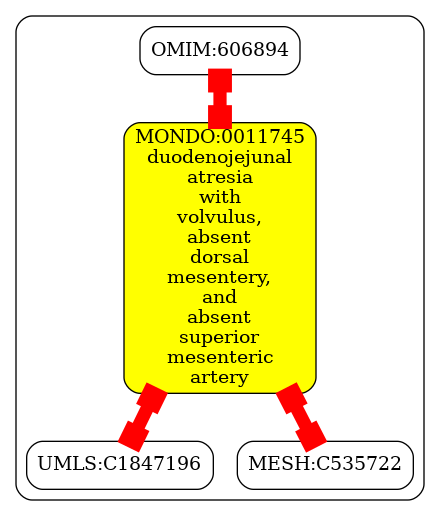 OMIM:606894
MONDO:0011745
duodenojejunal
atresia
with
volvulus,
absent
dorsal
mesentery,
and
absent
superior
mesenteric
artery
UMLS:C1847196
MESH:C535722